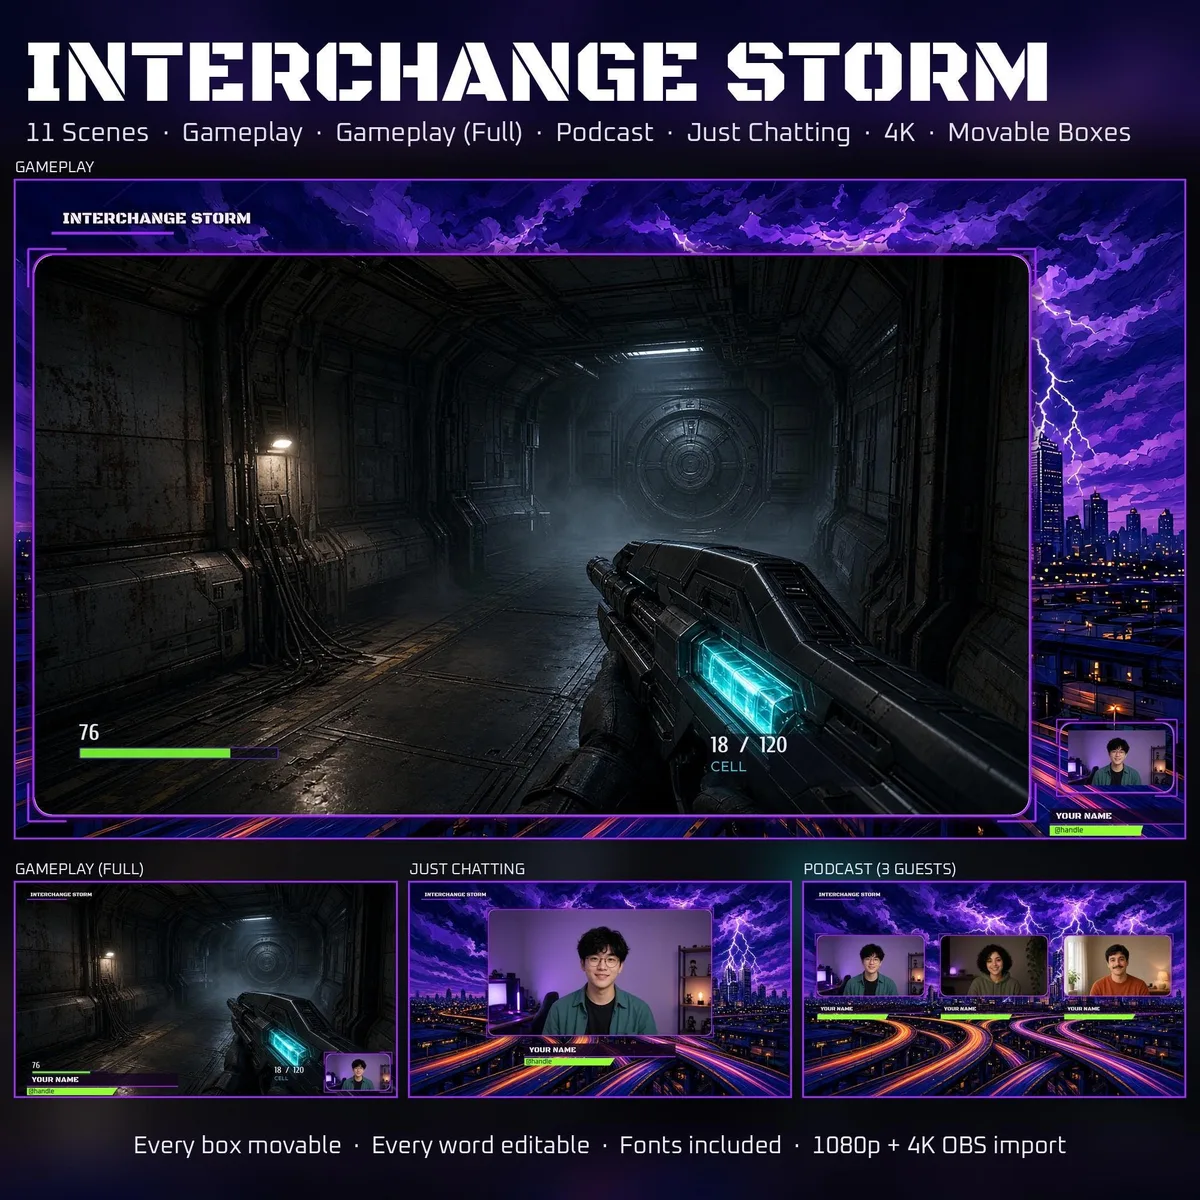 INTERCHANGE STORM
11 Scenes · Gameplay · Gameplay (Full) · Podcast · Just Chatting · 4K · Movable Boxes
GAMEPLAY
INTERCHANGE STORM
76
18 / 120
CELL
YOUR NAME
@handle
GAMEPLAY (FULL)
INTERCHANGE STORM
76
18 / 120
CELL
YOUR NAME
@handle
JUST CHATTING
INTERCHANGE STORM
YOUR NAME
@handle
PODCAST (3 GUESTS)
INTERCHANGE STORM
YOUR NAME
YOUR NAME
YOUR NAME
Every box movable · Every word editable · Fonts included · 1080p + 4K OBS import